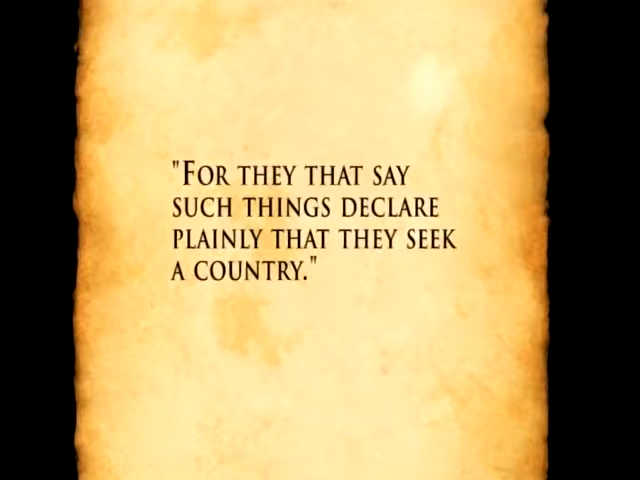 "For they that say
such things declare
plainly that they seek
a country."